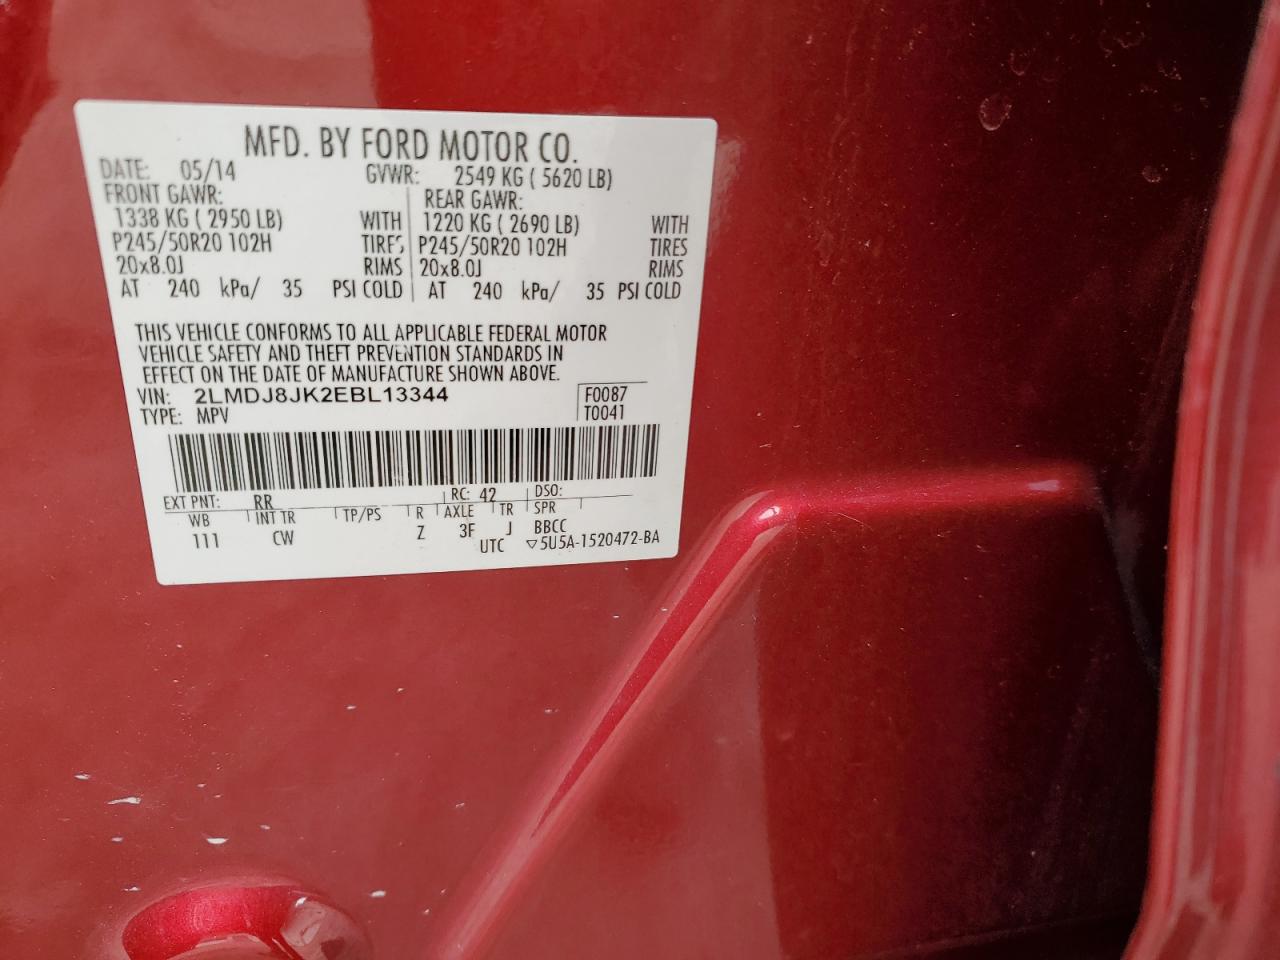 MFD. BY FORD MOTOR CO.
DATE: 05/14 GVWR: 2549 KG ( 5620 LB)
FRONT GAWR: REAR GAWR:
1338 KG ( 2950 LB) WITH 1220 KG ( 2690 LB) WITH
P245/50R20 102H TIRES P245/50R20 102H TIRES
20x8.0J RIMS 20x8.0J RIMS
AT 240 kPa/ 35 PSI COLD AT 240 kPa/ 35 PSI COLD
THIS VEHICLE CONFORMS TO ALL APPLICABLE FEDERAL MOTOR
VEHICLE SAFETY AND THEFT PREVENTION STANDARDS IN
EFFECT ON THE DATE OF MANUFACTURE SHOWN ABOVE.
VIN: 2LMDJ8JK2EBL13344 F0087
TYPE: MPV T0041
EXT PNT: RR RC: 42 DSO:
WB INT TR TP/PS R AXLE TR SPR
111 CW Z 3F J BBCC
UTC ▽5U5A-1520472-BA